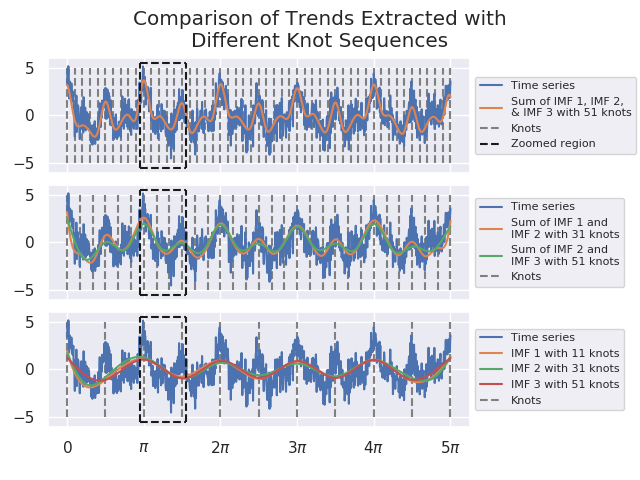 Comparison of Trends Extracted with
Different Knot Sequences
5
0
−5
Time series
Sum of IMF 1, IMF 2,
& IMF 3 with 51 knots
Knots
Zoomed region
5
0
−5
Time series
Sum of IMF 1 and
IMF 2 with 31 knots
Sum of IMF 2 and
IMF 3 with 51 knots
Knots
5
0
−5
Time series
IMF 1 with 11 knots
IMF 2 with 31 knots
IMF 3 with 51 knots
Knots
0 π 2π 3π 4π 5π